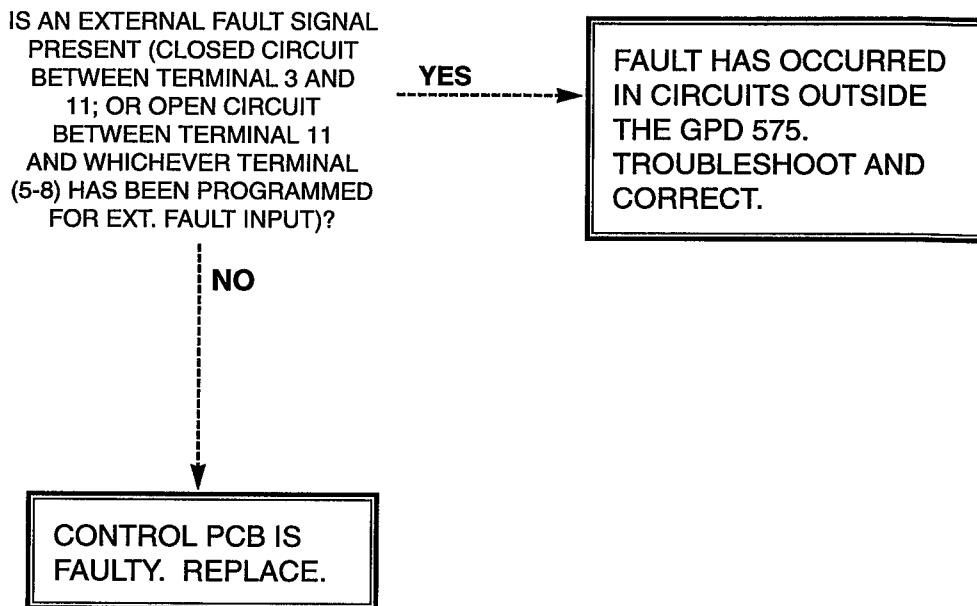 IS AN EXTERNAL FAULT SIGNAL
PRESENT (CLOSED CIRCUIT
BETWEEN TERMINAL 3 AND
11; OR OPEN CIRCUIT
BETWEEN TERMINAL 11
AND WHICHEVER TERMINAL
(5-8) HAS BEEN PROGRAMMED
FOR EXT. FAULT INPUT)?
YES
FAULT HAS OCCURRED
IN CIRCUITS OUTSIDE
THE GPD 575.
TROUBLESHOOT AND
CORRECT.
NO
CONTROL PCB IS
FAULTY. REPLACE.